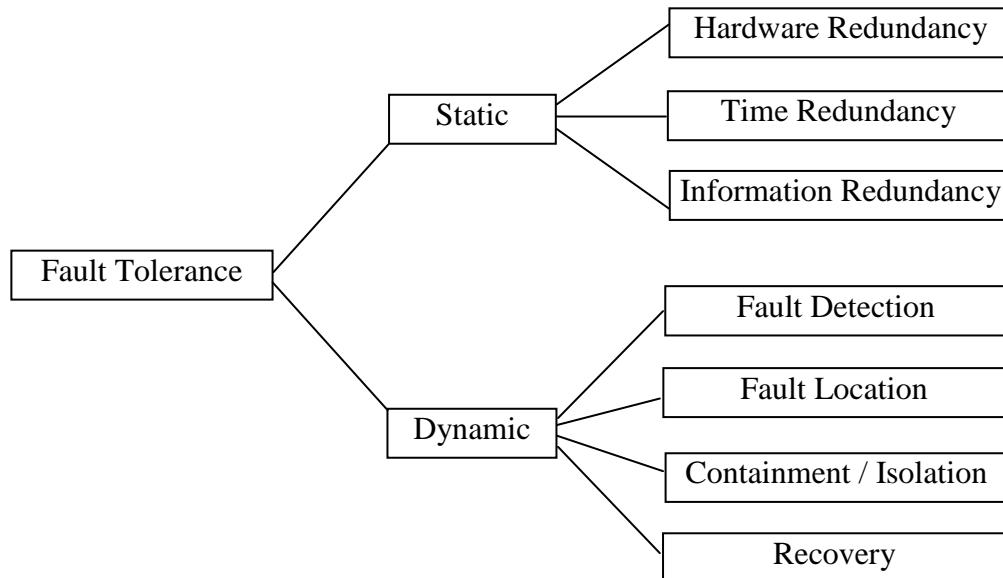 Hardware Redundancy
Static
Time Redundancy
Information Redundancy
Fault Tolerance
Fault Detection
Fault Location
Dynamic
Containment / Isolation
Recovery